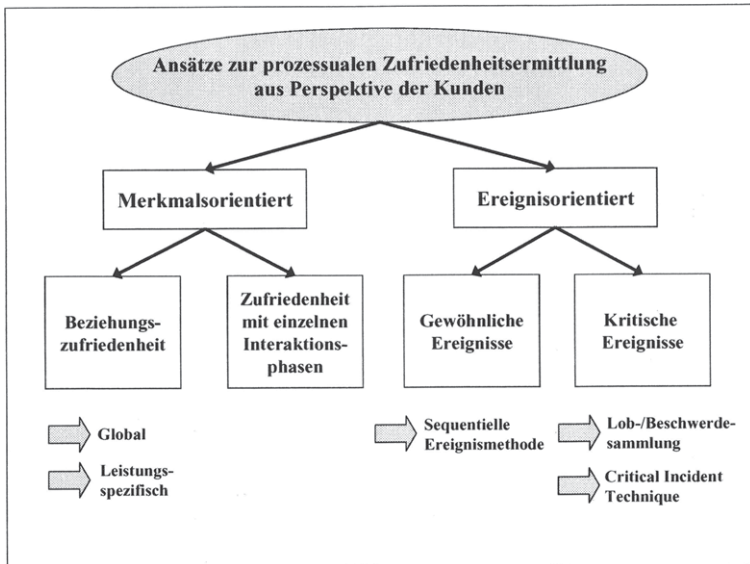 Ansätze zur prozessualen Zufriedenheitsermittlung
aus Perspektive der Kunden
Merkmalsorientiert
Ereignisorientiert
Beziehungs-
zufriedenheit
Zufriedenheit
mit einzelnen
Interaktions-
phasen
Gewöhnliche
Ereignisse
Kritische
Ereignisse
Global
Leistungs-
spezifisch
Sequentielle
Ereignismethode
Lob-/Beschwerde-
sammlung
Critical Incident
Technique